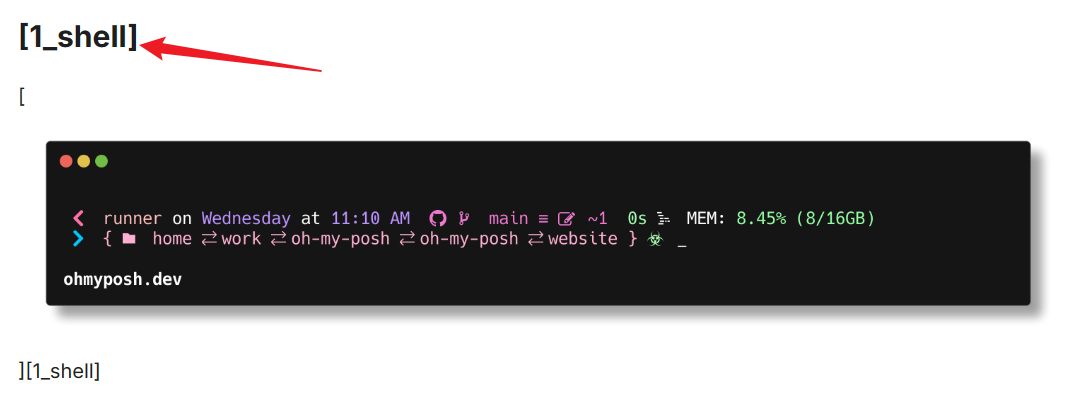 [1_shell]
[
runner on Wednesday at 11:10 AM main ≡ ~1 0s MEM: 8.45% (8/16GB)
{ home ⇄ work ⇄ oh-my-posh ⇄ oh-my-posh ⇄ website } ☣ _
ohmyposh.dev
][1_shell]